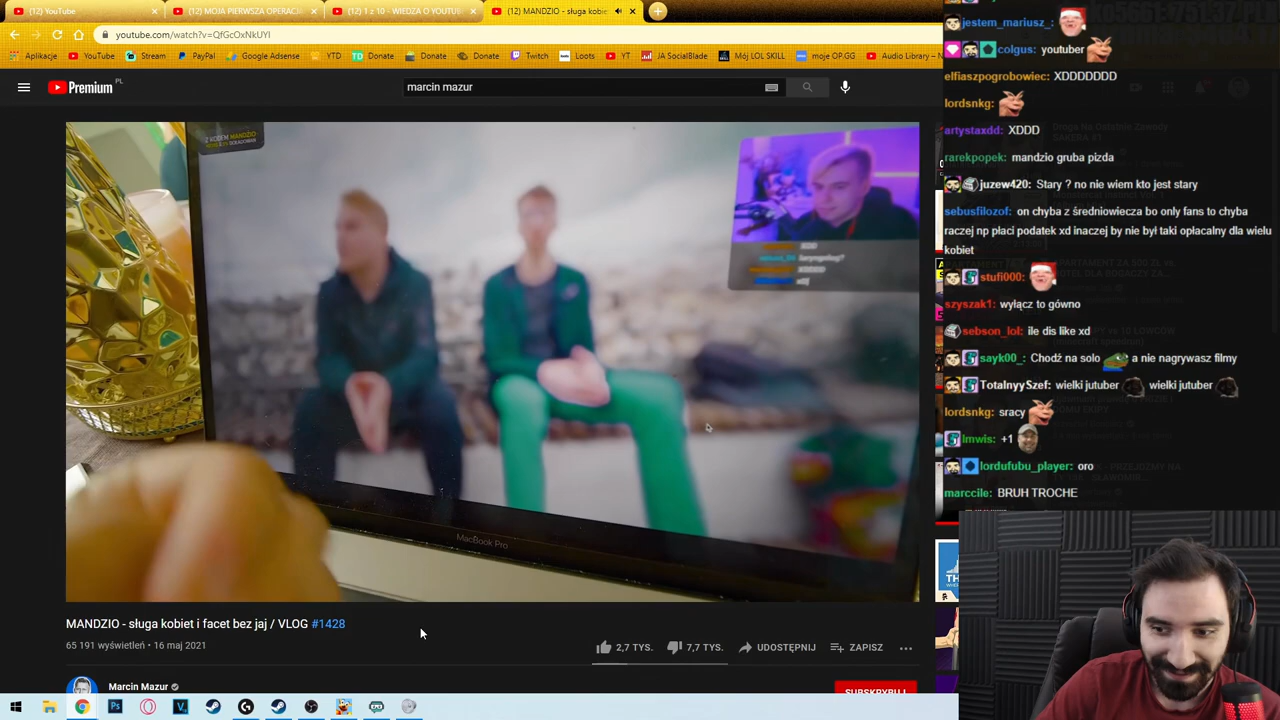 (12) YouTube
(12) MOJA PIERWSZA OPERACJ
(12) 1 z 10 - WIEDZA O YOUTUB
(12) MANDZIO - sługa kobie
youtube.com/watch?v=QfGcOxNkUYI
Aplikacje
YouTube
Stream
PayPal
Google Adsense
YTD
Donate
Donate
Twitch
Loots
YT
JA SocialBlade
Mój LOL SKILL
moje OP.GG
Audio Library
Premium PL
marcin mazur
Z KODEM MANDZIO
MacBook Pro
MANDZIO - sługa kobiet i facet bez jaj / VLOG #1428
65 191 wyświetleń • 16 maj 2021
2,7 TYS.
7,7 TYS.
UDOSTĘPNIJ
ZAPISZ
Marcin Mazur
SUBSKRYBUJ
jestem_mariusz_:
colgus: youtuber
elfiaszpogrobowiec: XDDDDDDD
lordsnkg:
artystaxdd: XDDD
rarekpopek: mandzio gruba pizda
juzew420: Stary ? no nie wiem kto jest stary
sebusfilozof: on chyba z średniowiecza bo only fans to chyba
raczej np płaci podatek xd inaczej by nie był taki opłacalny dla wielu
kobiet
stufi000:
szyszak1: wyłącz to gówno
sebson_lol: ile dis like xd
sayk00_: Chodź na solo a nie nagrywasz filmy
TotalnyySzef: wielki jutuber wielki jutuber
lordsnkg: sracy
lmwis: +1
lordufubu_player: oro
marccile: BRUH TROCHE